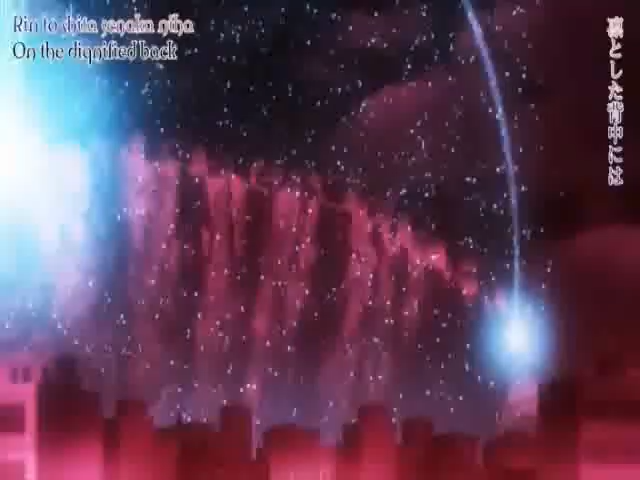 Rin to shita senaka niha
On the dignified back
凛とした背中には